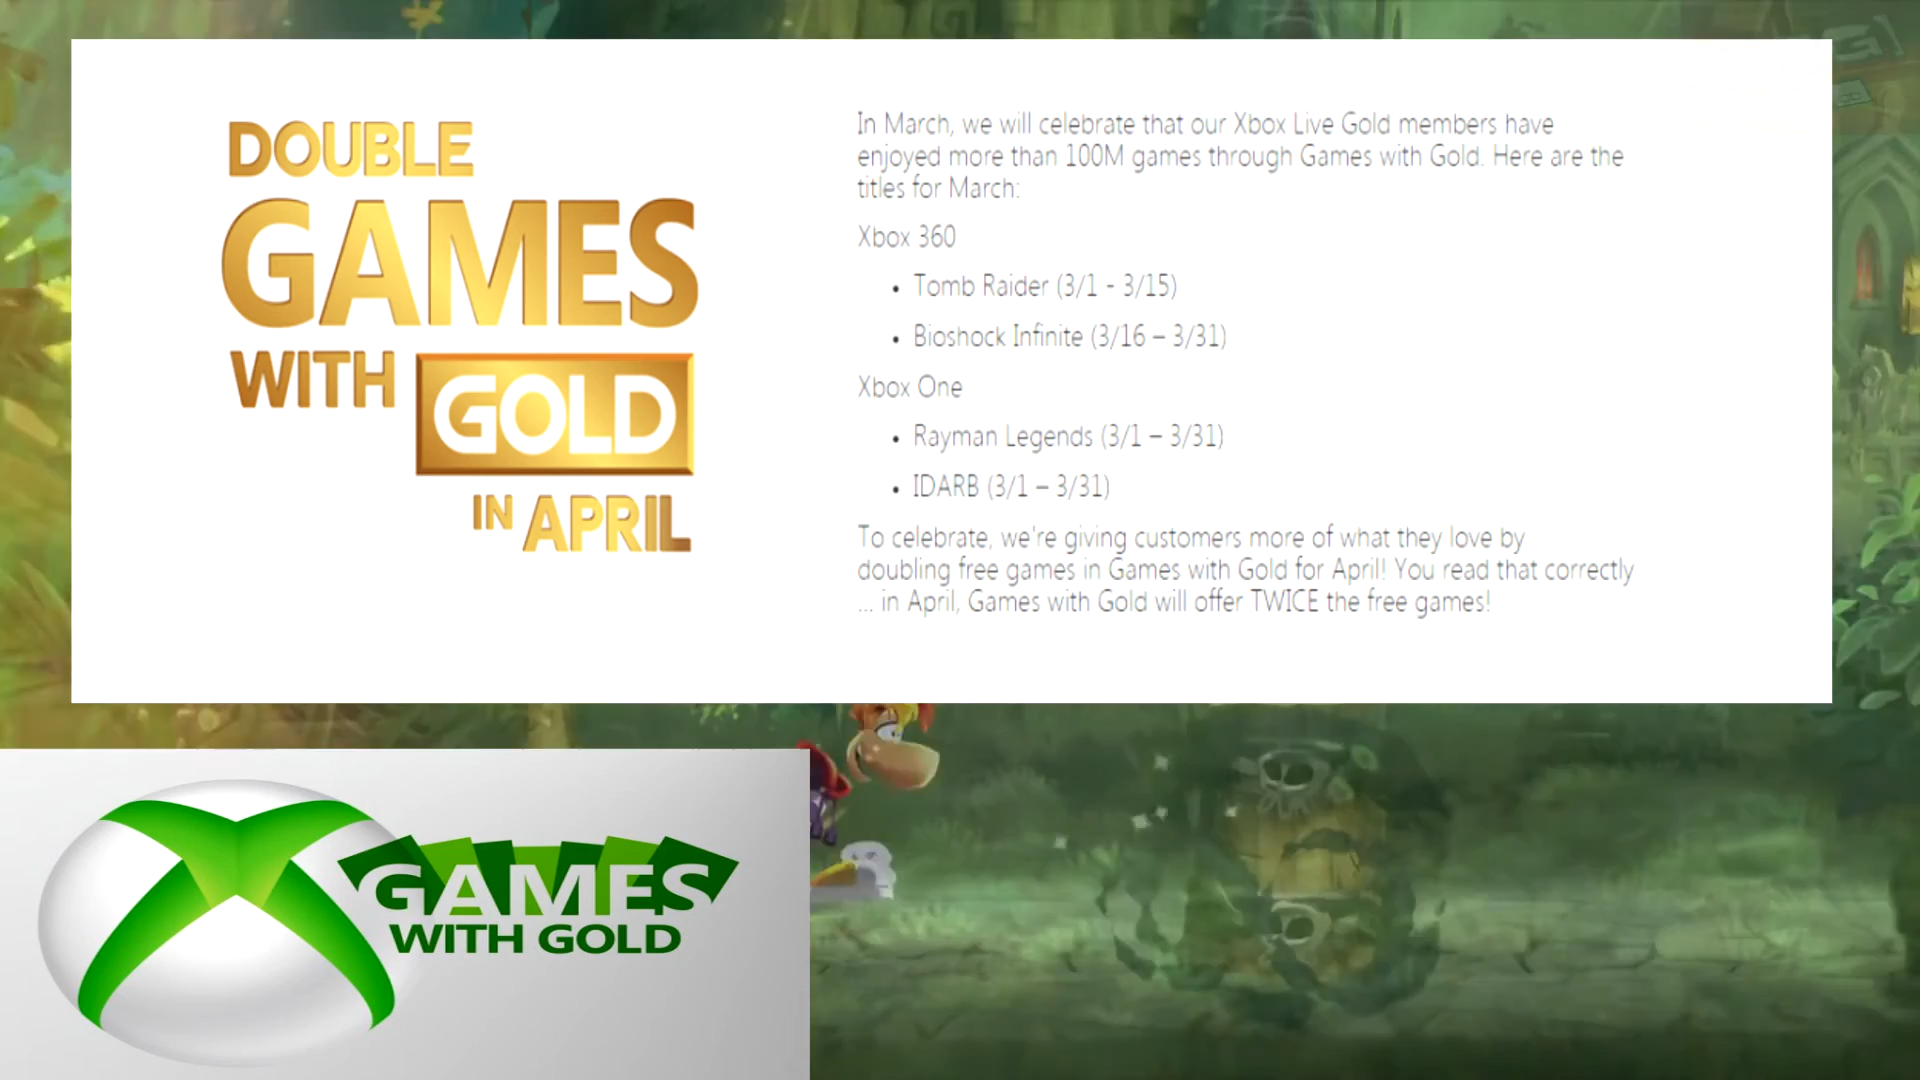 DOUBLE
GAMES
WITH GOLD
IN APRIL
In March, we will celebrate that our Xbox Live Gold members have
enjoyed more than 100M games through Games with Gold. Here are the
titles for March:
Xbox 360
• Tomb Raider (3/1 - 3/15)
• Bioshock Infinite (3/16 – 3/31)
Xbox One
• Rayman Legends (3/1 – 3/31)
• IDARB (3/1 – 3/31)
To celebrate, we're giving customers more of what they love by
doubling free games in Games with Gold for April! You read that correctly
... in April, Games with Gold will offer TWICE the free games!
GAMES
WITH GOLD